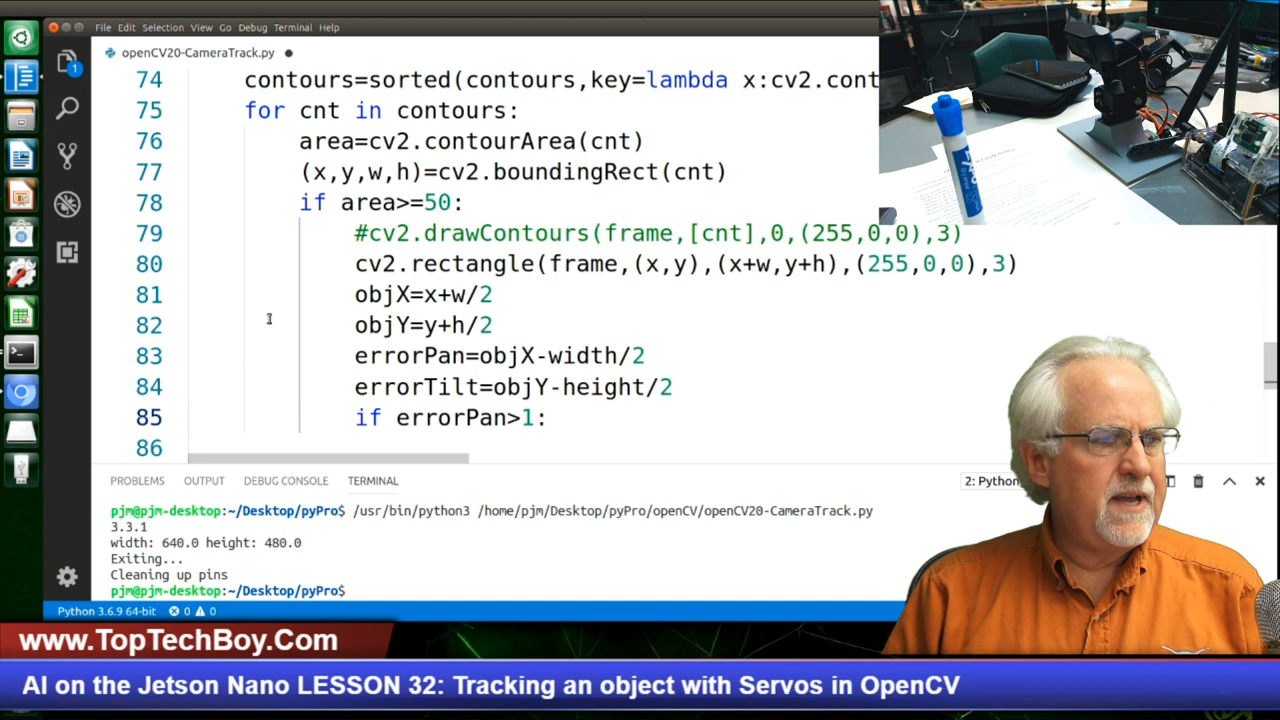 File Edit Selection View Go Debug Terminal Help
openCV20-CameraTrack.py
74 contours=sorted(contours,key=lambda x:cv2.cont
75 for cnt in contours:
76 area=cv2.contourArea(cnt)
77 (x,y,w,h)=cv2.boundingRect(cnt)
78 if area>=50:
79 #cv2.drawContours(frame,[cnt],0,(255,0,0),3)
80 cv2.rectangle(frame,(x,y),(x+w,y+h),(255,0,0),3)
81 objX=x+w/2
82 objY=y+h/2
83 errorPan=objX-width/2
84 errorTilt=objY-height/2
85 if errorPan>1:
86
PROBLEMS OUTPUT DEBUG CONSOLE TERMINAL 2: Python
pjm@pjm-desktop:~/Desktop/pyPro$ /usr/bin/python3 /home/pjm/Desktop/pyPro/openCV/openCV20-CameraTrack.py
3.3.1
width: 640.0 height: 480.0
Exiting...
Cleaning up pins
pjm@pjm-desktop:~/Desktop/pyPro$
Python 3.6.9 64-bit 0 0
www.TopTechBoy.Com
AI on the Jetson Nano LESSON 32: Tracking an object with Servos in OpenCV